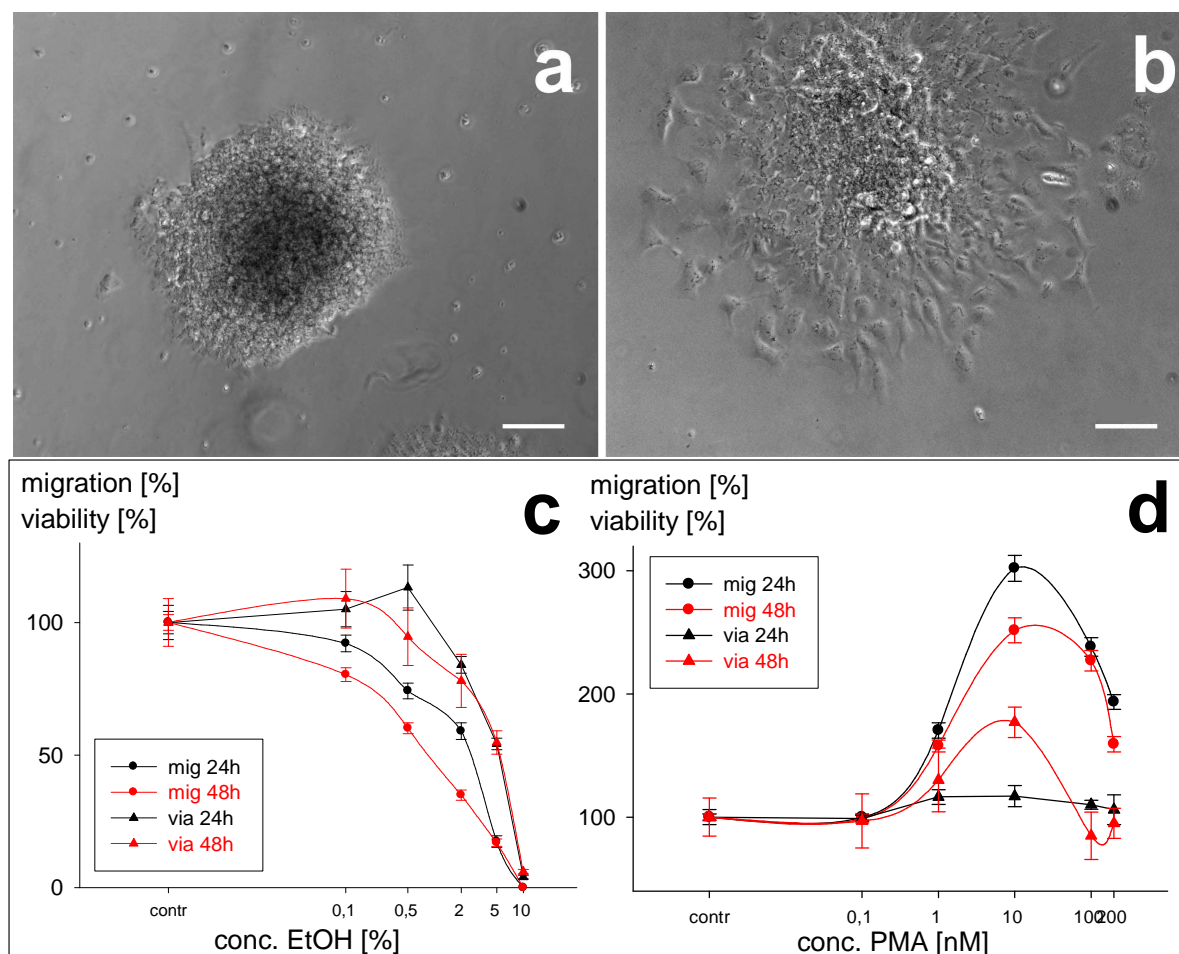 a
b
migration [%]
viability [%]
c
100
50
0
mig 24h
mig 48h
via 24h
via 48h
contr
0,1
0,5
2
5
10
conc. EtOH [%]
migration [%]
viability [%]
d
300
200
100
mig 24h
mig 48h
via 24h
via 48h
contr
0,1
1
10
100
200
conc. PMA [nM]